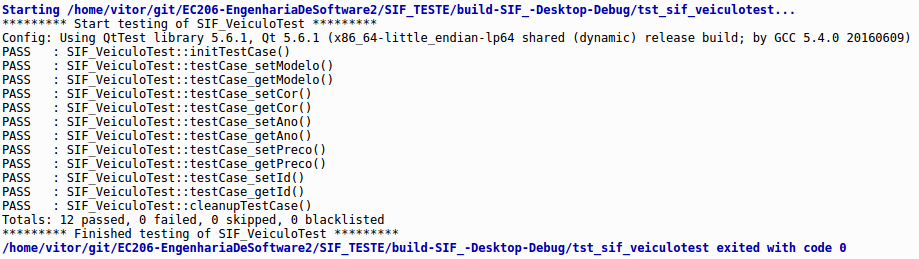 Starting /home/vitor/git/EC206-EngenhariaDeSoftware2/SIF_TESTE/build-SIF_-Desktop-Debug/tst_sif_veiculotest...
********* Start testing of SIF_VeiculoTest *********
Config: Using QtTest library 5.6.1, Qt 5.6.1 (x86_64-little_endian-lp64 shared (dynamic) release build; by GCC 5.4.0 20160609)
PASS   : SIF_VeiculoTest::initTestCase()
PASS   : SIF_VeiculoTest::testCase_setModelo()
PASS   : SIF_VeiculoTest::testCase_getModelo()
PASS   : SIF_VeiculoTest::testCase_setCor()
PASS   : SIF_VeiculoTest::testCase_getCor()
PASS   : SIF_VeiculoTest::testCase_setAno()
PASS   : SIF_VeiculoTest::testCase_getAno()
PASS   : SIF_VeiculoTest::testCase_setPreco()
PASS   : SIF_VeiculoTest::testCase_getPreco()
PASS   : SIF_VeiculoTest::testCase_setId()
PASS   : SIF_VeiculoTest::testCase_getId()
PASS   : SIF_VeiculoTest::cleanupTestCase()
Totals: 12 passed, 0 failed, 0 skipped, 0 blacklisted
********* Finished testing of SIF_VeiculoTest *********
/home/vitor/git/EC206-EngenhariaDeSoftware2/SIF_TESTE/build-SIF_-Desktop-Debug/tst_sif_veiculotest exited with code 0